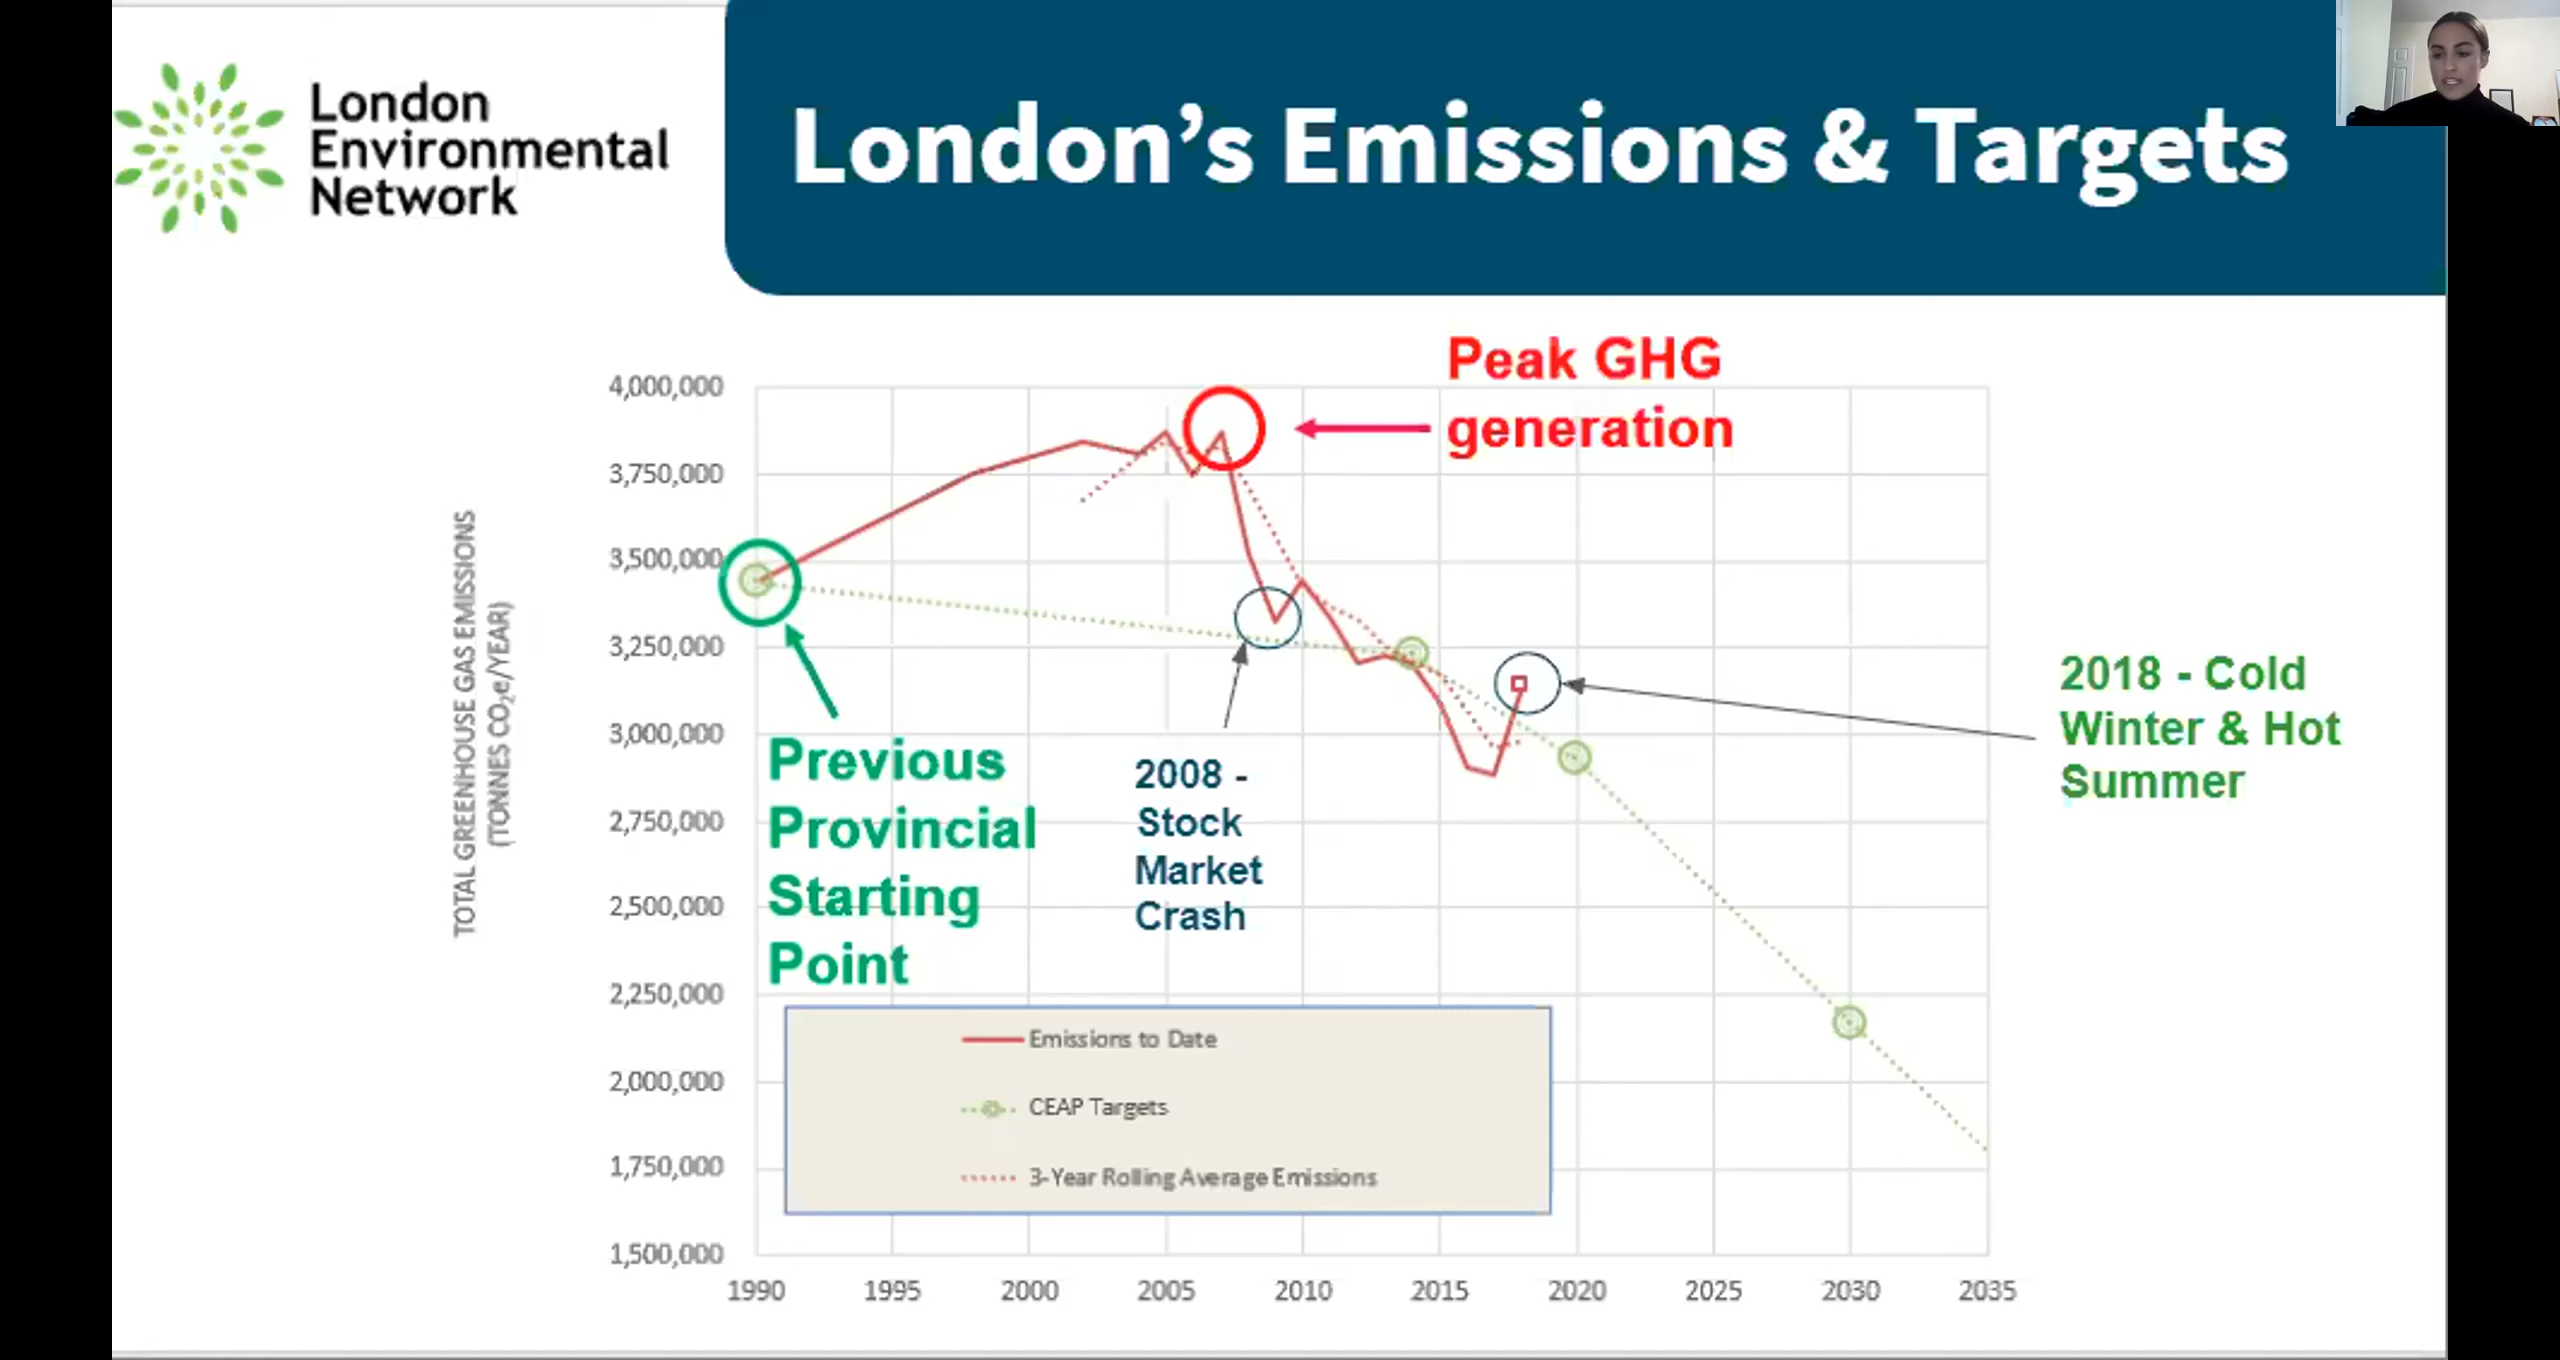 London
Environmental
Network
London's Emissions & Targets
Peak GHG
generation
4,000,000
3,750,000
3,500,000
3,250,000
3,000,000
2,750,000
2,500,000
2,250,000
2,000,000
1,750,000
1,500,000
TOTAL GREENHOUSE GAS EMISSIONS
(TONNES CO₂e/YEAR)
Previous
Provincial
Starting
Point
2008 -
Stock
Market
Crash
2018 - Cold
Winter & Hot
Summer
Emissions to Date
CEAP Targets
3-Year Rolling Average Emissions
1990 1995 2000 2005 2010 2015 2020 2025 2030 2035